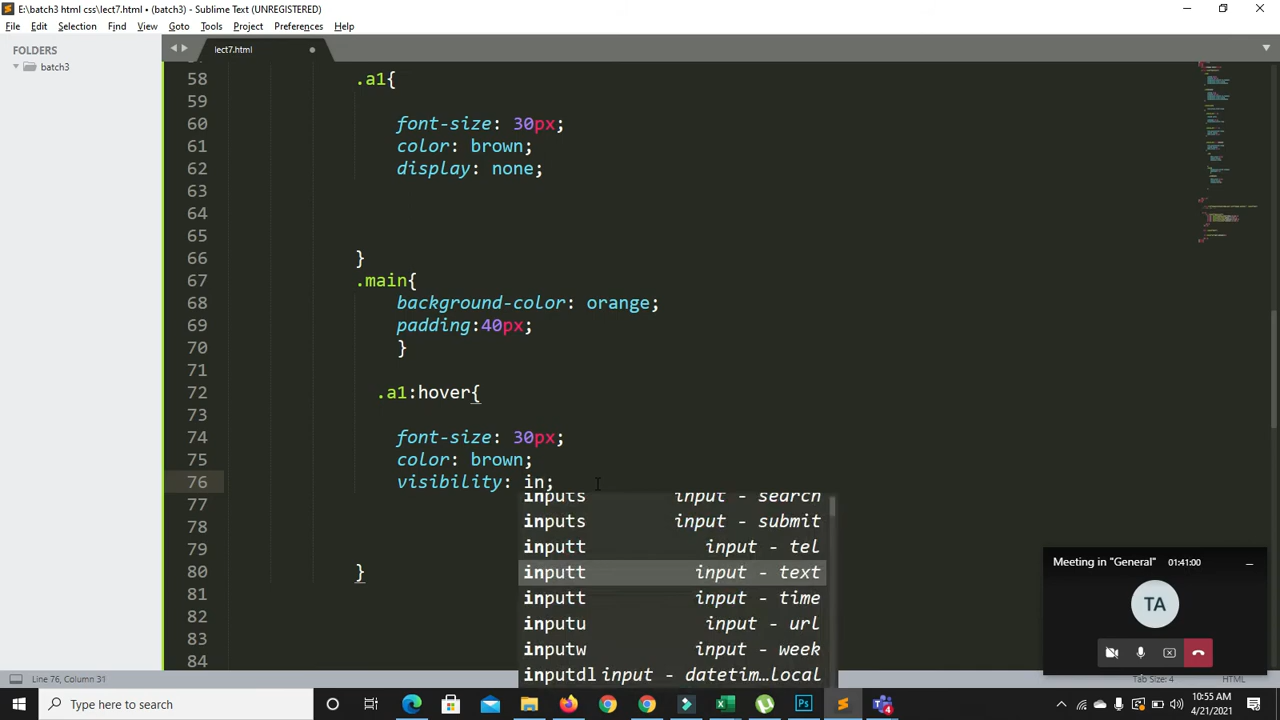 E:\batch3 html css\lect7.html • (batch3) - Sublime Text (UNREGISTERED)
File Edit Selection Find View Goto Tools Project Preferences Help
FOLDERS
batch3
lect7.html
58 .a1{
59
60 font-size: 30px;
61 color: brown;
62 display: none;
63
64
65
66 }
67 .main{
68 background-color: orange;
69 padding:40px;
70 }
71
72 .a1:hover{
73
74 font-size: 30px;
75 color: brown;
76 visibility: in;
77
78
79
80 }
81
82
83
84
inputs input - search
inputs input - submit
inputt input - tel
inputt input - text
inputt input - time
inputu input - url
inputw input - week
inputdl input - datetim...local
Meeting in "General" 01:41:00
TA
Line 76, Column 31
Tab Size: 4 HTML
Type here to search
10:55 AM
4/21/2021